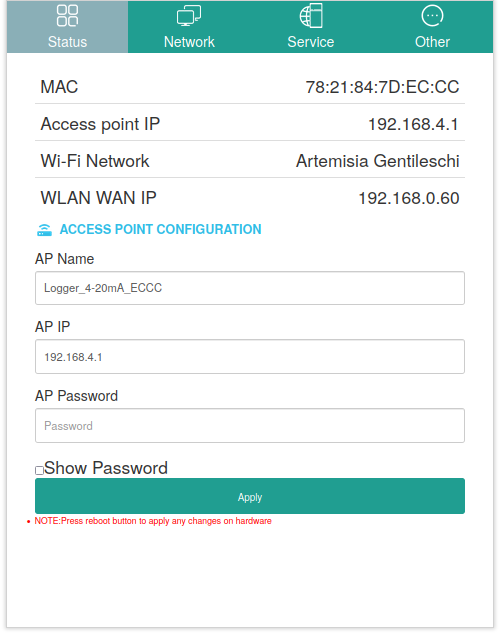 Status Network Service Other
MAC 78:21:84:7D:EC:CC
Access point IP 192.168.4.1
Wi-Fi Network Artemisia Gentileschi
WLAN WAN IP 192.168.0.60
ACCESS POINT CONFIGURATION
AP Name
Logger_4-20mA_ECCC
AP IP
192.168.4.1
AP Password
Password
Show Password
Apply
• NOTE:Press reboot button to apply any changes on hardware